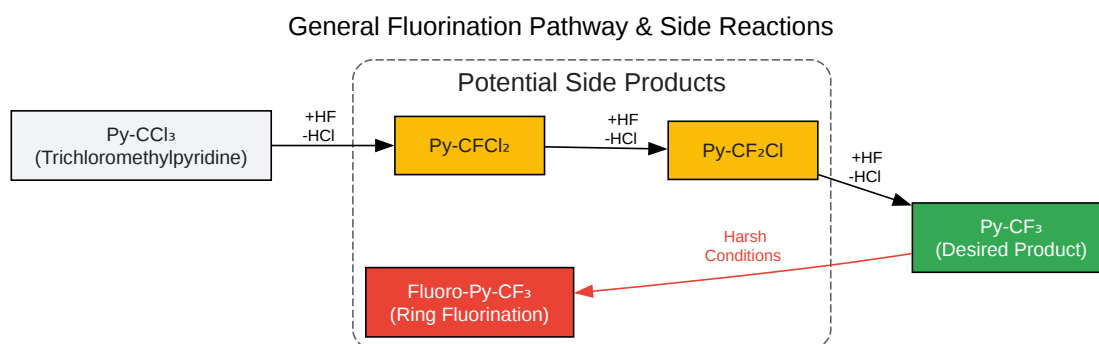 General Fluorination Pathway & Side Reactions
Potential Side Products
Py-CCl₃
(Trichloromethylpyridine)
+HF
-HCl
Py-CFCl₂
+HF
-HCl
Py-CF₂Cl
+HF
-HCl
Py-CF₃
(Desired Product)
Harsh
Conditions
Fluoro-Py-CF₃
(Ring Fluorination)